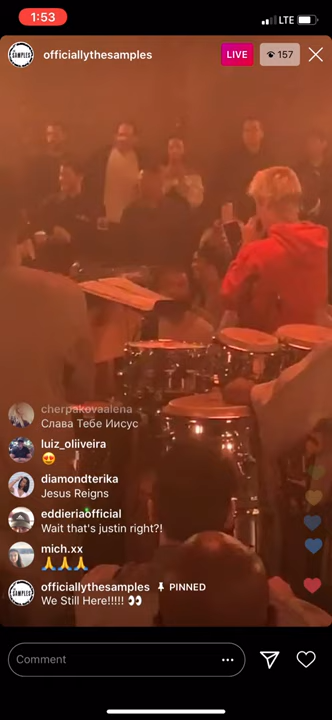 1:53
LTE
SAMPLES
officiallythesamples
LIVE
157
cherpakovaalena
Слава Тебе Иисус
luiz_oliiveira
😍
diamondterika
Jesus Reigns
eddieriaofficial
Wait that's justin right?!
mich.xx
🙏🙏🙏
officiallythesamples PINNED
We Still Here!!!!! 👀
Comment